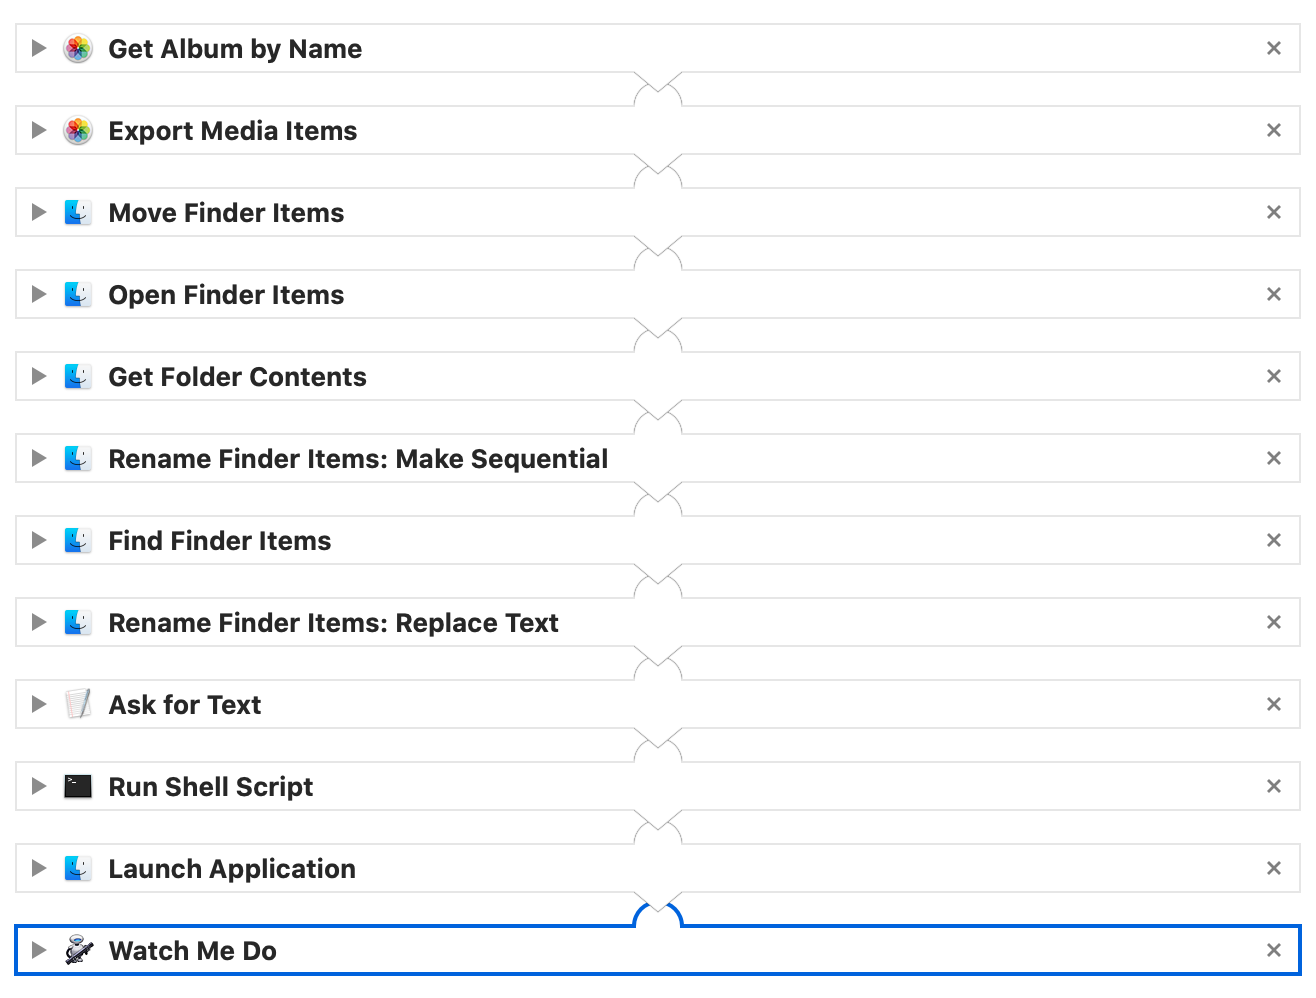 Get Album by Name
Export Media Items
Move Finder Items
Open Finder Items
Get Folder Contents
Rename Finder Items: Make Sequential
Find Finder Items
Rename Finder Items: Replace Text
Ask for Text
Run Shell Script
Launch Application
Watch Me Do